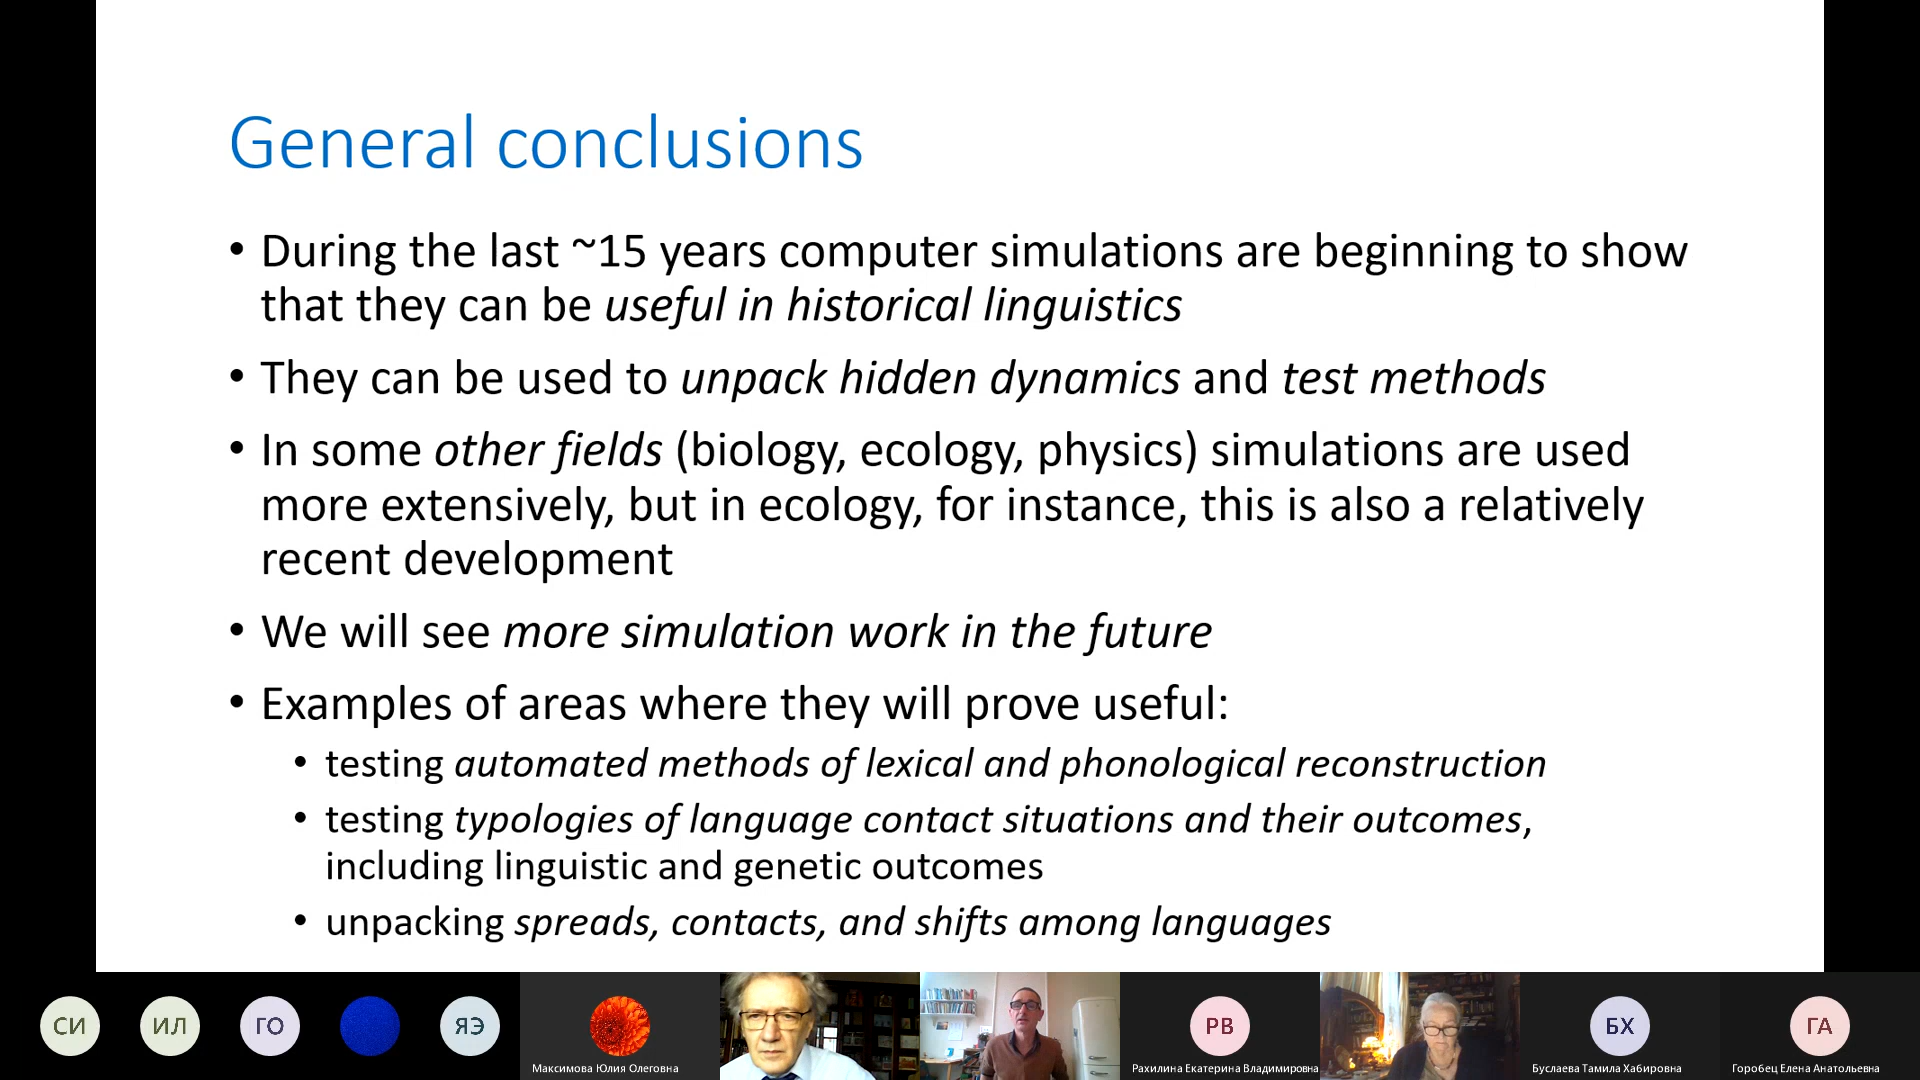 General conclusions
• During the last ~15 years computer simulations are beginning to show
that they can be useful in historical linguistics
• They can be used to unpack hidden dynamics and test methods
• In some other fields (biology, ecology, physics) simulations are used
more extensively, but in ecology, for instance, this is also a relatively
recent development
• We will see more simulation work in the future
• Examples of areas where they will prove useful:
• testing automated methods of lexical and phonological reconstruction
• testing typologies of language contact situations and their outcomes,
including linguistic and genetic outcomes
• unpacking spreads, contacts, and shifts among languages
СИ
ИЛ
ГО
ЯЭ
Максимова Юлия Олеговна
РВ
Рахилина Екатерина Владимировна
БХ
Буслаева Тамила Хабировна
ГА
Горобец Елена Анатольевна